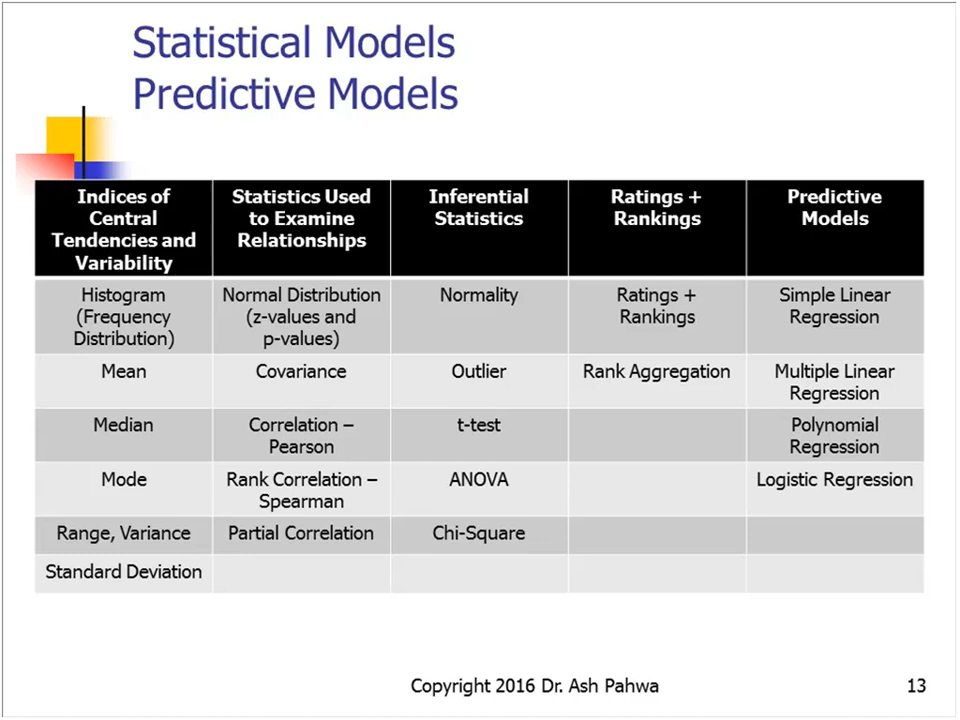 Statistical Models
Predictive Models
Indices of
Central
Tendencies and
Variability
Statistics Used
to Examine
Relationships
Inferential
Statistics
Ratings +
Rankings
Predictive
Models
Histogram
(Frequency
Distribution)
Normal Distribution
(z-values and
p-values)
Normality
Ratings +
Rankings
Simple Linear
Regression
Mean
Covariance
Outlier
Rank Aggregation
Multiple Linear
Regression
Median
Correlation –
Pearson
t-test
Polynomial
Regression
Mode
Rank Correlation –
Spearman
ANOVA
Logistic Regression
Range, Variance
Partial Correlation
Chi-Square
Standard Deviation
Copyright 2016 Dr. Ash Pahwa
13